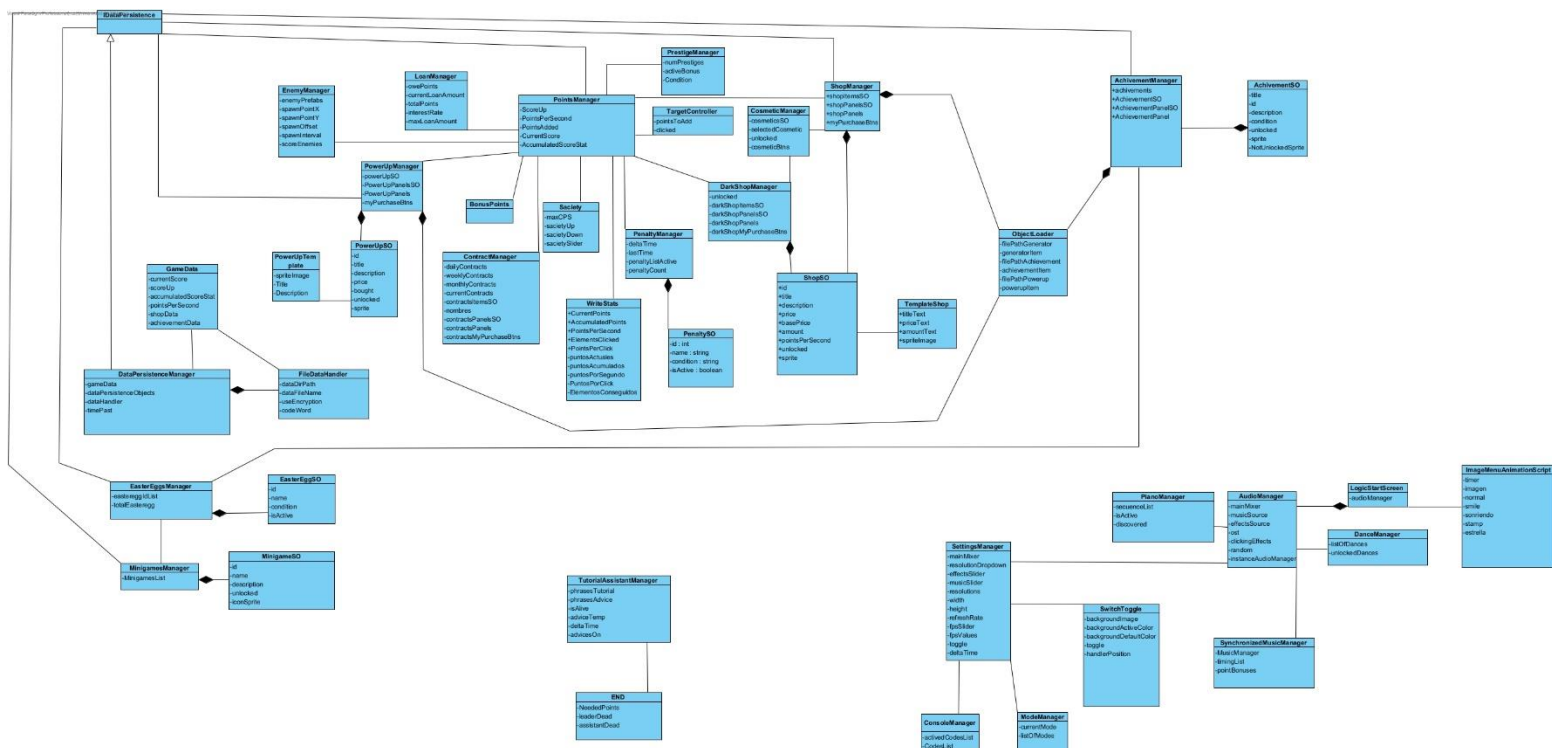 IDataPersistence
EnemyManager
-enemyPrefabs
-spawnPointX
-spawnPointY
-spawnOffset
-spawnInterval
-scoreEnemies
LoanManager
-owePoints
-currentLoanAmount
-totalPoints
-interestRate
-maxLoanAmount
PointsManager
-ScoreUp
-PointsPerSecond
-PointsAdded
-CurrentScore
-AccumulatedScoreStat
PrestigeManager
-numPrestiges
-activeBonus
-Condition
TargetController
-pointsToAdd
-clicked
CosmeticManager
-cosmeticsSO
-selectedCosmetic
-unlocked
-cosmeticBtns
ShopManager
+shopItemsSO
+shopPanelsSO
+shopPanels
+myPurchaseBtns
AchivementManager
+achivements
+AchievementSO
+AchievementPanalSO
+AchievementPanel
AchivementSO
-title
-id
-description
-condition
-unlocked
-sprite
-NotUnlockedSprite
PowerUpManager
-powerUpSO
-PowerUpPanelsSO
-PowerUpPanels
-myPurchaseBtns
BonusPoints
Society
-maxCPS
-societyUp
-societyDown
-societySlider
DarkShopManager
-unlocked
-darkShopItemsSO
-darkShopPanelsSO
-darkShopPanels
-darkShopMyPurchaseBtns
PenaltyManager
-deltaTime
-lastTime
-penaltyListActive
-penaltyCount
ObjectLoader
-filePathGenerator
-generatorItem
-filePathAchievement
-achievementItem
-filePathPowerup
-powerupItem
PowerUpTem
plate
-spriteImage
-Title
-Description
PowerUpSO
-id
-title
-description
-price
-bought
-unlocked
-sprite
GameData
-currentScore
-scoreUp
-accumulatedScoreStat
-pointsPerSecond
-shopData
-achievementData
ContractManager
-dailyContracts
-weeklyContracts
-monthlyContracts
-currentContracts
-contractsItemsSO
-nombres
-contractsPanelsSO
-contractsPanels
-contractsMyPurchaseBtns
WriteStats
+CurrentPoints
+AccumulatedPoints
+PointsPerSecond
+ElementsClicked
+PointsPerClick
-puntosActuales
-puntosAcumulados
-puntosPorSegundo
-PuntosPorClick
-ElementosConseguidos
PenaltySO
-id : int
-name : string
-condition : string
-isActive : boolean
ShopSO
+id
+title
+description
+price
+basePrice
+amount
+pointsPerSecond
+unlocked
+sprite
TemplateShop
+titleText
+priceText
+amountText
+spriteImage
DataPersistenceManager
-gameData
-dataPersistenceObjects
-dataHandler
-timePast
FileDataHandler
-dataDirPath
-dataFileName
-useEncryption
-codeWord
EasterEggsManager
-eastereggIdList
-totalEasteregg
EasterEggSO
-id
-name
-condition
-isActive
MinigamesManager
-MinigamesList
MinigameSO
-id
-name
-description
-unlocked
-iconSprite
TutorialAssistantManager
-phrasesTutorial
-phrasesAdvice
-isAlive
-adviceTemp
-deltaTime
-advicesOn
END
-NeededPoints
-leaderDead
-assistantDead
PianoManager
-secuenceList
-isActive
-discovered
AudioManager
-mainMixer
-musicSource
-effectsSource
-ost
-clickingEffects
-random
-instanceAudioManager
LogicStartScreen
-audioManager
ImageMenuAnimationScript
-timer
-imagen
-normal
-smile
-sonriendo
-stamp
-estrella
DanceManager
-listOfDances
-unlockedDances
SettingsManager
-mainMixer
-resolutionDropdown
-effectsSlider
-musicSlider
-resolutions
-width
-height
-refreshRate
-fpsSlider
-fpsValues
-toggle
-deltaTime
SwitchToggle
-backgroundImage
-backgroundActiveColor
-backgroundDefaultColor
-toggle
-handlerPosition
SynchronizedMusicManager
-MusicManager
-timingList
-pointBonuses
ConsoleManager
-activedCodesList
-CodesList
ModeManager
-currentMode
-listOfModes